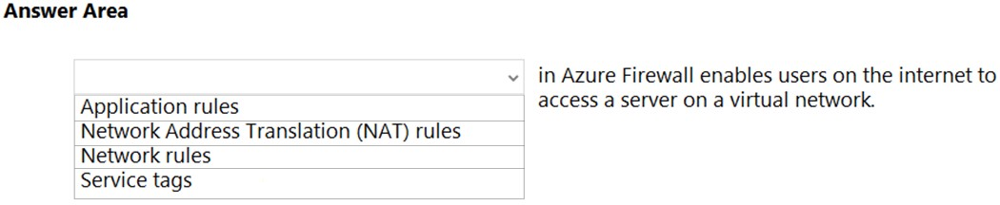 Answer Area
in Azure Firewall enables users on the internet to
access a server on a virtual network.
Application rules
Network Address Translation (NAT) rules
Network rules
Service tags